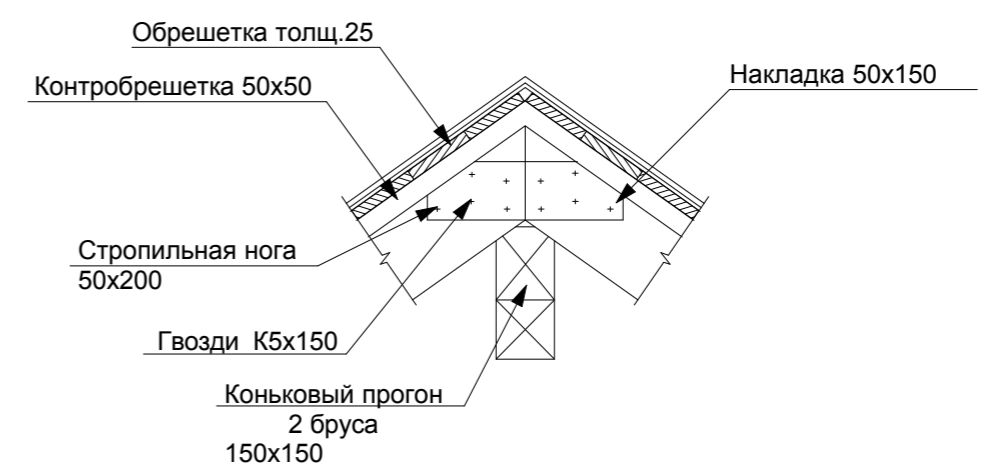 Обрешетка толщ.25
Контробрешетка 50х50
Накладка 50х150
Стропильная нога
50х200
Гвозди К5х150
Коньковый прогон
2 бруса
150х150